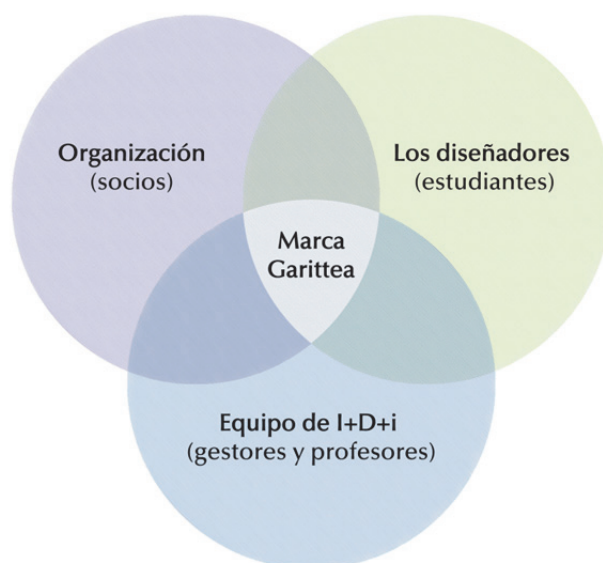 Organización
(socios)
Los diseñadores
(estudiantes)
Marca
Garittea
Equipo de I+D+i
(gestores y profesores)